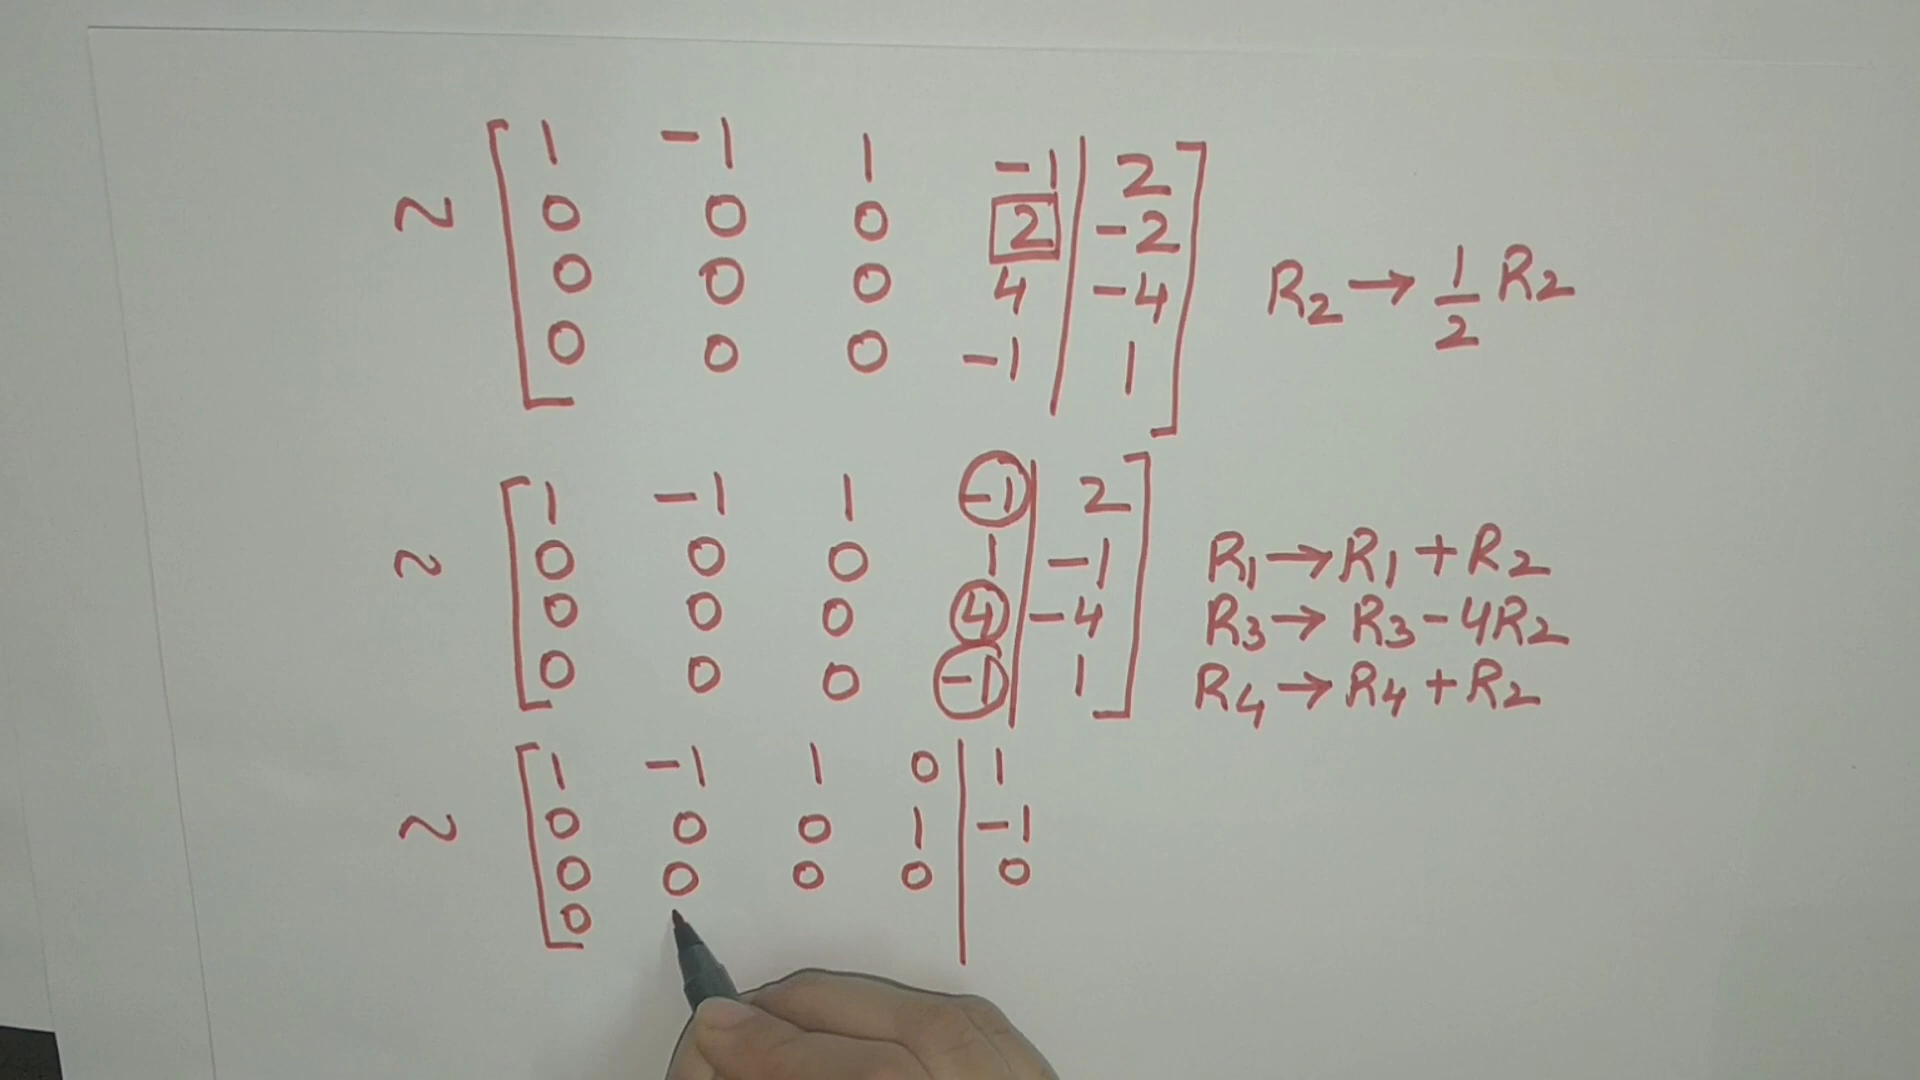 ~ [ 1 -1 1 -1 | 2 ]
0 0 0 2 | -2
0 0 0 4 | -4 R2 → 1/2 R2
0 0 0 -1 | 1
~ [ 1 -1 1 -1 | 2 ]
0 0 0 1 | -1 R1 → R1 + R2
0 0 0 4 | -4 R3 → R3 - 4R2
0 0 0 -1 | 1 R4 → R4 + R2
~ [ 1 -1 1 0 | 1
0 0 0 1 | -1
0 0 0 0 | 0
0